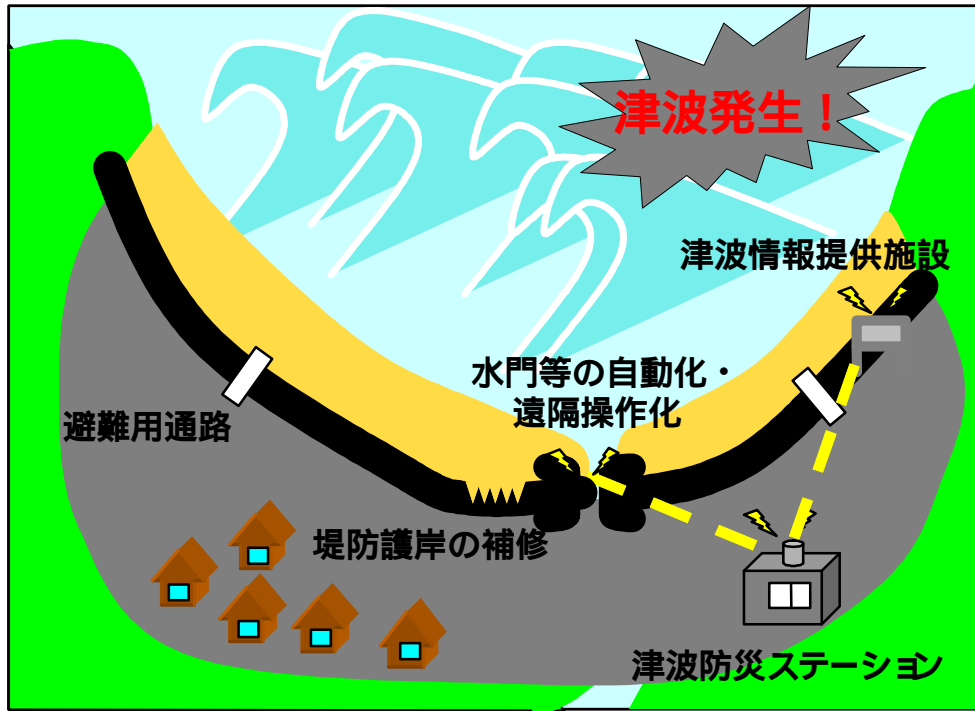 津波発生！
津波情報提供施設
水門等の自動化・
遠隔操作化
避難用通路
堤防護岸の補修
津波防災ステーション